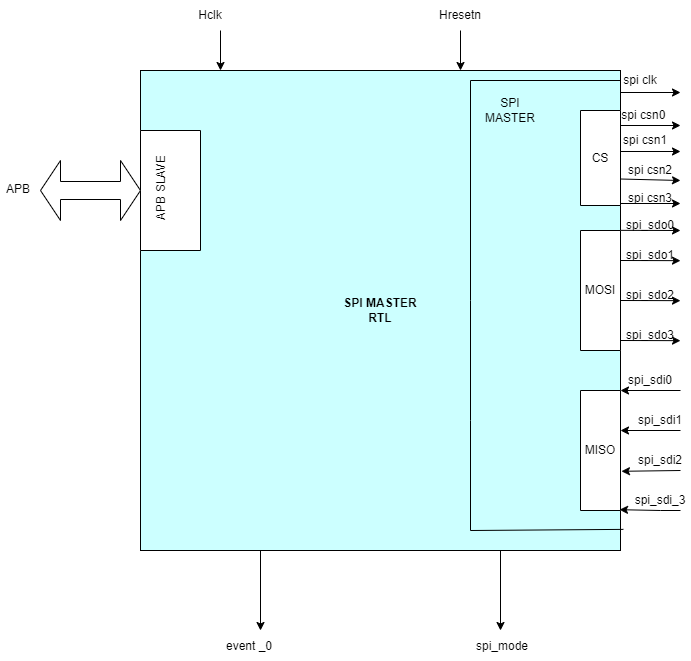 Hclk
Hresetn
spi clk
SPI
MASTER
spi csn0
spi csn1
CS
spi csn2
APB
APB SLAVE
spi csn3
spi_sdo0
spi_sdo1
MOSI
spi_sdo2
SPI MASTER
RTL
spi_sdo3
spi_sdi0
spi_sdi1
MISO
spi_sdi2
spi_sdi_3
event _0
spi_mode